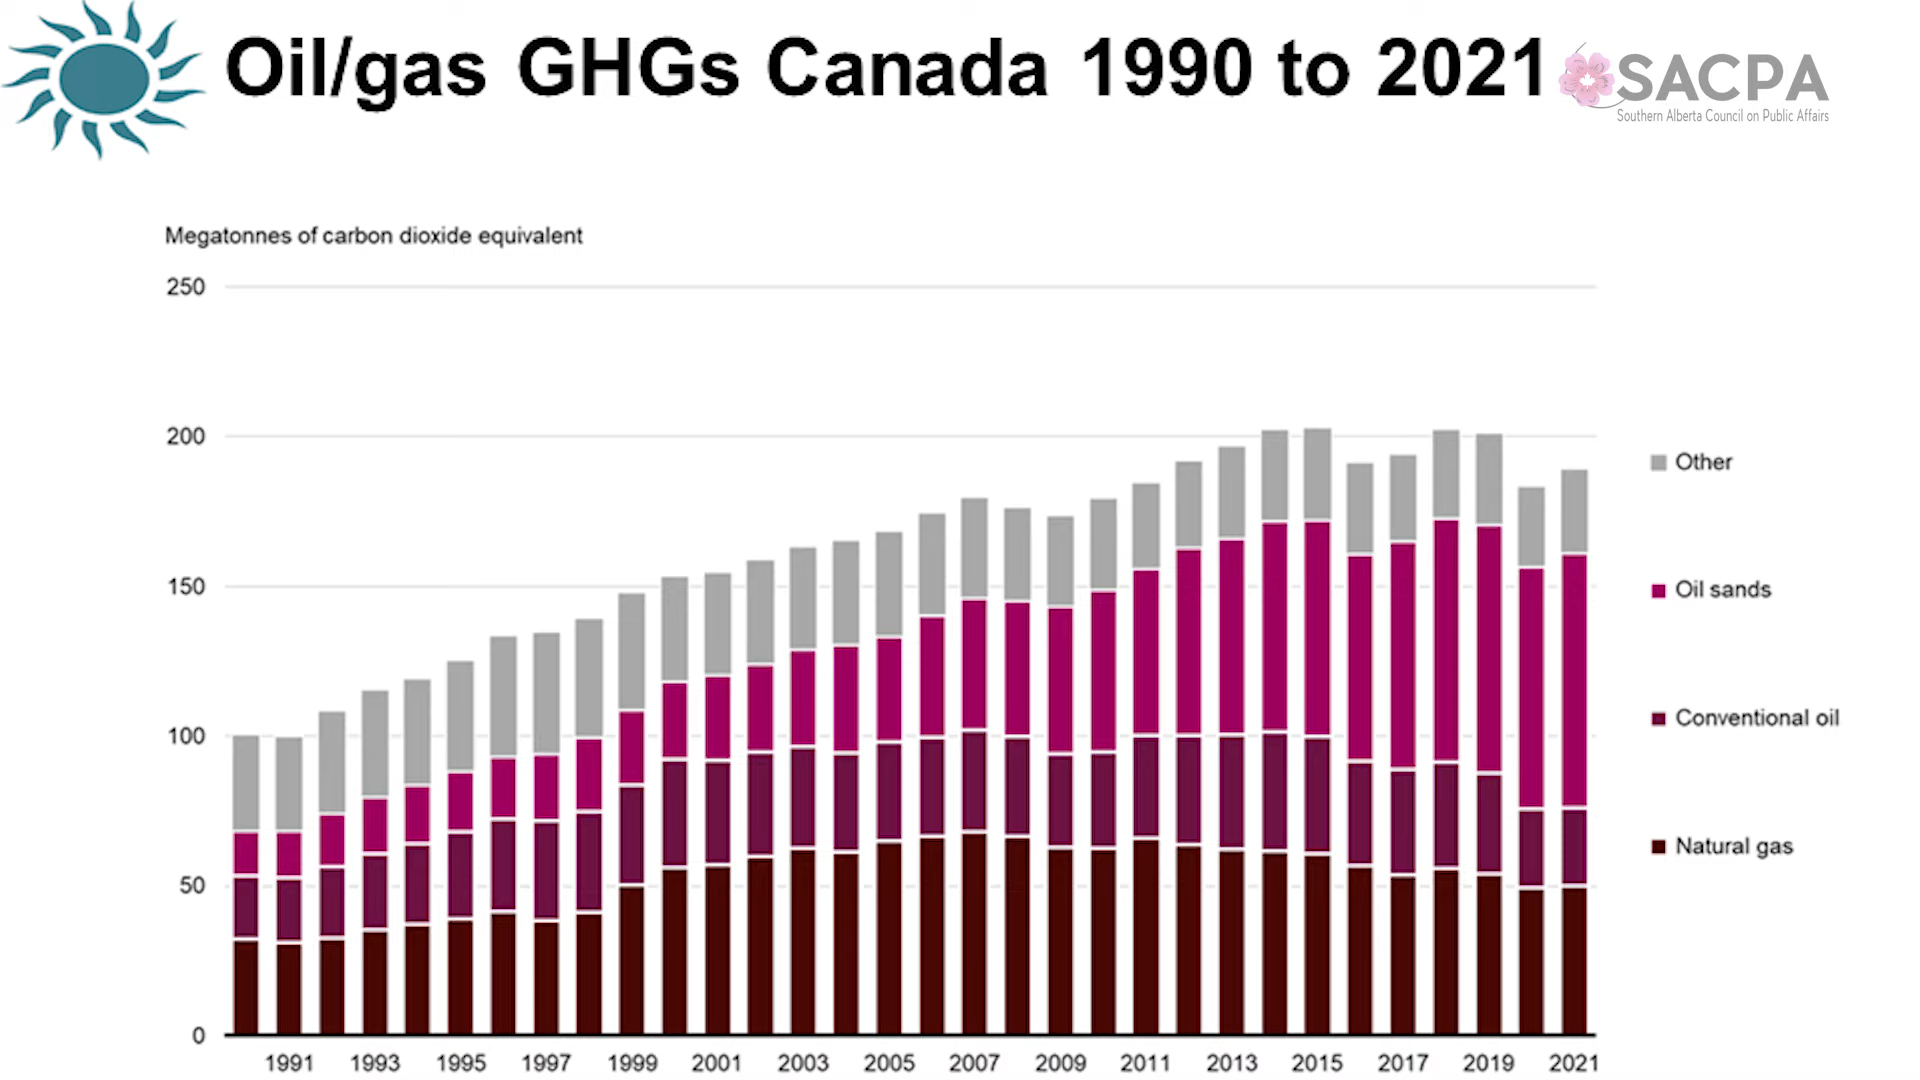 Oil/gas GHGs Canada 1990 to 2021
SACPA
Southern Alberta Council on Public Affairs
Megatonnes of carbon dioxide equivalent
250
200
150
100
50
0
Other
Oil sands
Conventional oil
Natural gas
1991 1993 1995 1997 1999 2001 2003 2005 2007 2009 2011 2013 2015 2017 2019 2021